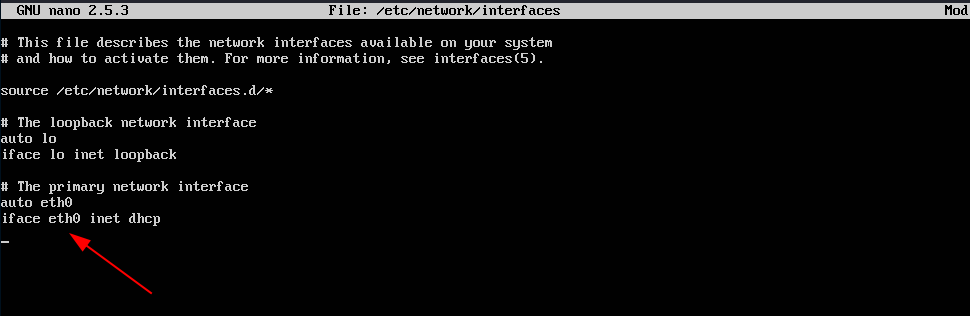 GNU nano 2.5.3 File: /etc/network/interfaces Mod
# This file describes the network interfaces available on your system
# and how to activate them. For more information, see interfaces(5).
source /etc/network/interfaces.d/*
# The loopback network interface
auto lo
iface lo inet loopback
# The primary network interface
auto eth0
iface eth0 inet dhcp